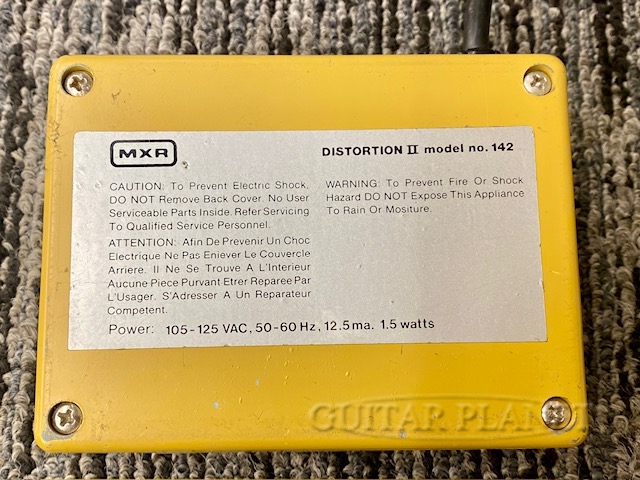 MXR
DISTORTION II model no. 142
CAUTION: To Prevent Electric Shock,
DO NOT Remove Back Cover. No User
Serviceable Parts Inside. Refer Servicing
To Qualified Service Personnel.
WARNING: To Prevent Fire Or Shock
Hazard DO NOT Expose This Appliance
To Rain Or Mositure.
ATTENTION: Afin De Prevenir Un Choc
Electrique Ne Pas Eniever Le Couvercle
Arriere. Il Ne Se Trouve A L'Interieur
Aucune Piece Purvant Etrer Reparee Par
L'Usager. S'Adresser A Un Reparateur
Competent.
Power: 105-125 VAC, 50-60 Hz, 12.5 ma. 1.5 watts
GUITAR PLANET